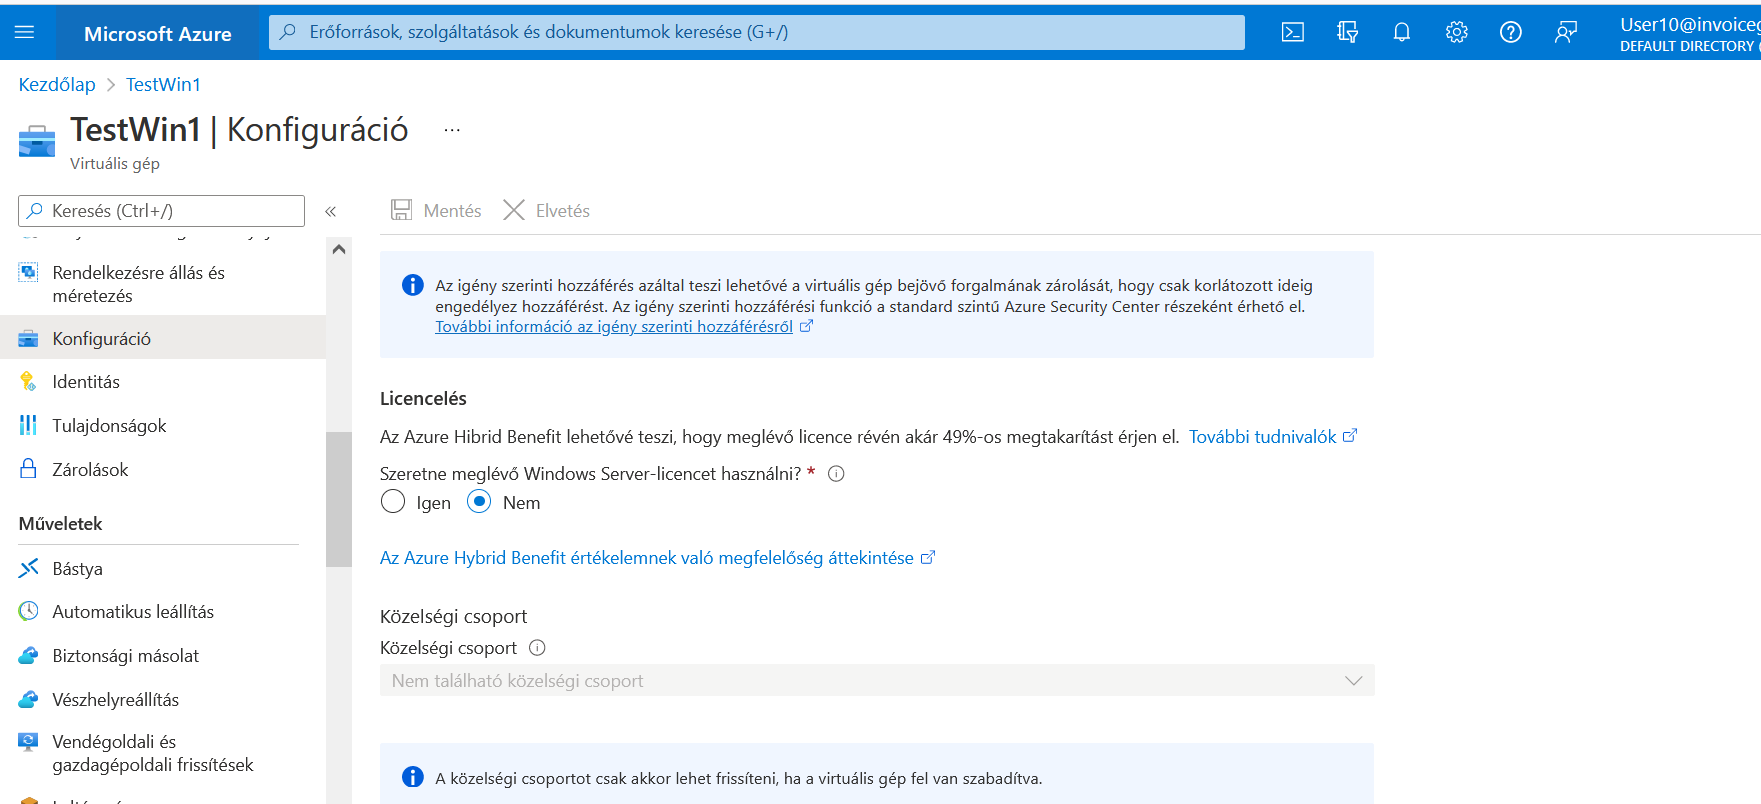 Microsoft Azure
Erőforrások, szolgáltatások és dokumentumok keresése (G+/)
User10@invoiceg
DEFAULT DIRECTORY (
Kezdőlap > TestWin1
TestWin1 | Konfiguráció ...
Virtuális gép
Keresés (Ctrl+/) «
Rendelkezésre állás és
méretezés
Konfiguráció
Identitás
Tulajdonságok
Zárolások
Műveletek
Bástya
Automatikus leállítás
Biztonsági másolat
Vészhelyreállítás
Vendégoldali és
gazdagépoldali frissítések
Mentés Elvetés
Az igény szerinti hozzáférés azáltal teszi lehetővé a virtuális gép bejövő forgalmának zárolását, hogy csak korlátozott ideig
engedélyez hozzáférést. Az igény szerinti hozzáférési funkció a standard szintű Azure Security Center részeként érhető el.
További információ az igény szerinti hozzáférésről
Licencelés
Az Azure Hibrid Benefit lehetővé teszi, hogy meglévő licence révén akár 49%-os megtakarítást érjen el. További tudnivalók
Szeretne meglévő Windows Server-licencet használni? *
Igen Nem
Az Azure Hybrid Benefit értékelemnek való megfelelőség áttekintése
Közelségi csoport
Közelségi csoport
Nem található közelségi csoport
A közelségi csoportot csak akkor lehet frissíteni, ha a virtuális gép fel van szabadítva.